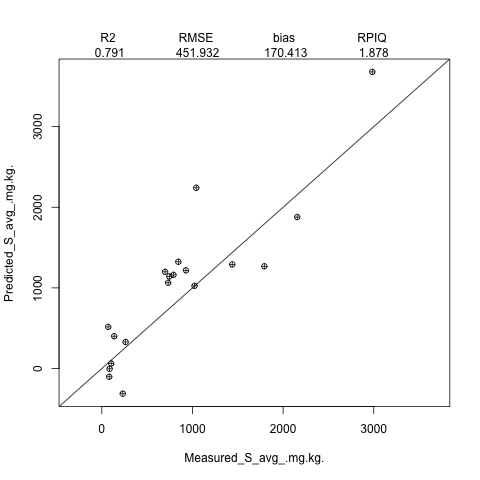 R2 RMSE bias RPIQ
0.791 451.932 170.413 1.878
Predicted_S_avg_.mg.kg.
3000
2000
1000
0
0 1000 2000 3000
Measured_S_avg_.mg.kg.